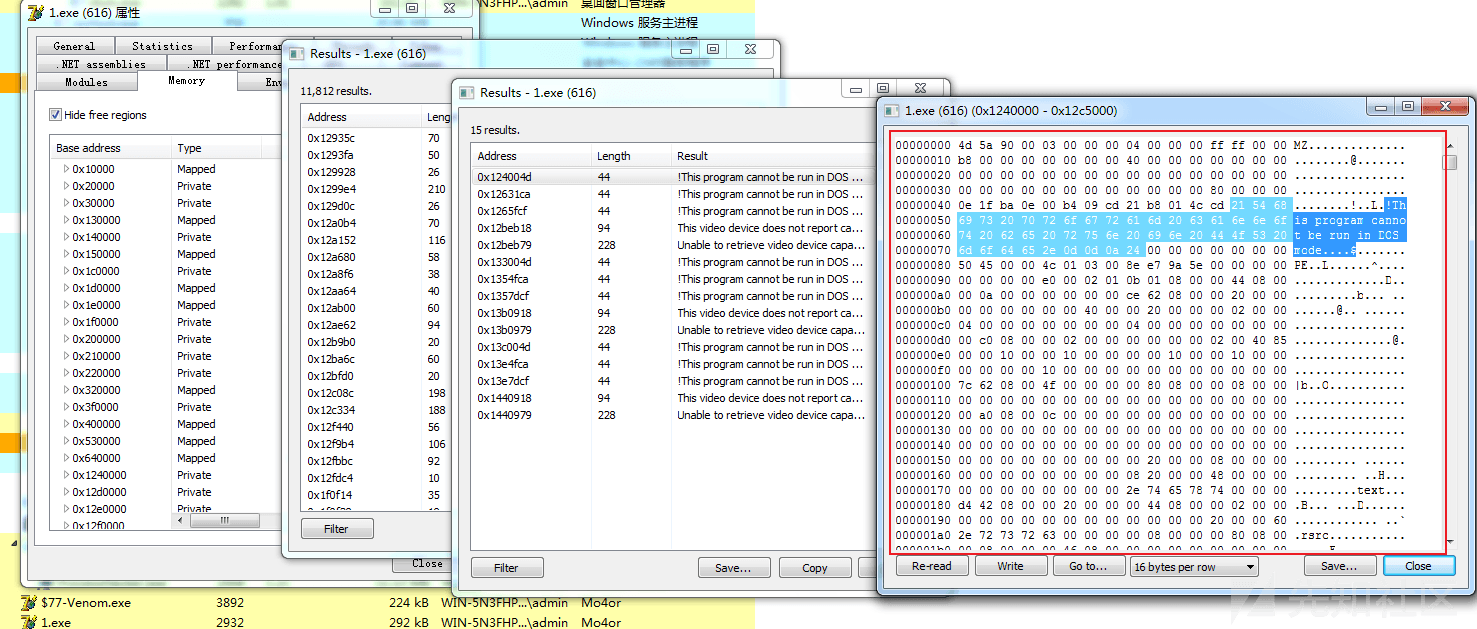 1.exe (616) 属性
WIN-5N3FHP...\admin 桌面窗口管理器
Windows 服务主进程
General Statistics Performan
.NET assemblies .NET performance
Modules Memory Env
Hide free regions
Base address Type
0x10000 Mapped
0x20000 Private
0x30000 Private
0x130000 Mapped
0x140000 Private
0x150000 Mapped
0x1c0000 Private
0x1d0000 Mapped
0x1e0000 Mapped
0x1f0000 Private
0x200000 Mapped
0x210000 Private
0x220000 Private
0x320000 Mapped
0x3f0000 Private
0x400000 Mapped
0x530000 Mapped
0x640000 Mapped
0x1240000 Private
0x12d0000 Private
0x12e0000 Private
0x12f0000 Private
Close
Results - 1.exe (616)
11,812 results.
Address Leng
0x12935c 70
0x1293fa 50
0x129928 26
0x1299e4 210
0x129d0c 26
0x12a0b4 70
0x12a152 116
0x12a680 58
0x12a8f6 38
0x12aa64 40
0x12ab00 60
0x12ae62 94
0x12b9b0 20
0x12ba6c 60
0x12bfd0 20
0x12c08c 198
0x12c334 188
0x12f440 56
0x12f9b4 106
0x12fbbc 92
0x12fdc4 10
0x1f0f14 35
Filter
Results - 1.exe (616)
15 results.
Address Length Result
0x124004d 44 !This program cannot be run in DOS ...
0x12631ca 44 !This program cannot be run in DOS ...
0x1265fcf 44 !This program cannot be run in DOS ...
0x12beb18 94 This video device does not report ca...
0x12beb79 228 Unable to retrieve video device capa...
0x133004d 44 !This program cannot be run in DOS ...
0x1354fca 44 !This program cannot be run in DOS ...
0x1357dcf 44 !This program cannot be run in DOS ...
0x13b0918 94 This video device does not report ca...
0x13b0979 228 Unable to retrieve video device capa...
0x13c004d 44 !This program cannot be run in DOS ...
0x13e4fca 44 !This program cannot be run in DOS ...
0x13e7dcf 44 !This program cannot be run in DOS ...
0x1440918 94 This video device does not report ca...
0x1440979 228 Unable to retrieve video device capa...
Filter Save... Copy
1.exe (616) (0x1240000 - 0x12c5000)
00000000 4d 5a 90 00 03 00 00 00 04 00 00 00 ff ff 00 00 MZ..............
00000010 b8 00 00 00 00 00 00 00 40 00 00 00 00 00 00 00 ........@.......
00000020 00 00 00 00 00 00 00 00 00 00 00 00 00 00 00 00 ................
00000030 00 00 00 00 00 00 00 00 00 00 00 00 80 00 00 00 ................
00000040 0e 1f ba 0e 00 b4 09 cd 21 b8 01 4c cd 21 54 68 ........!..L.!Th
00000050 69 73 20 70 72 6f 67 72 61 6d 20 63 61 6e 6e 6f is program canno
00000060 74 20 62 65 20 72 75 6e 20 69 6e 20 44 4f 53 20 t be run in DOS
00000070 6d 6f 64 65 2e 0d 0d 0a 24 00 00 00 00 00 00 00 mode....$.......
00000080 50 45 00 00 4c 01 03 00 8e e7 9a 5e 00 00 00 00 PE..L......^....
00000090 00 00 00 00 e0 00 02 01 0b 01 08 00 00 44 08 00 .............D..
000000a0 00 0a 00 00 00 00 00 00 ce 62 08 00 00 20 00 00 .........b... ..
000000b0 00 00 00 00 00 00 40 00 00 20 00 00 00 02 00 00 ......@.. ......
000000c0 04 00 00 00 00 00 00 00 04 00 00 00 00 00 00 00 ................
000000d0 00 c0 08 00 00 02 00 00 00 00 00 00 02 00 40 85 ..............@.
000000e0 00 00 10 00 00 10 00 00 00 00 10 00 00 10 00 00 ................
000000f0 00 00 00 00 10 00 00 00 00 00 00 00 00 00 00 00 ................
00000100 7c 62 08 00 4f 00 00 00 00 80 08 00 00 08 00 00 |b..O...........
00000110 00 00 00 00 00 00 00 00 00 00 00 00 00 00 00 00 ................
00000120 00 a0 08 00 0c 00 00 00 00 00 00 00 00 00 00 00 ................
00000130 00 00 00 00 00 00 00 00 00 00 00 00 00 00 00 00 ................
00000140 00 00 00 00 00 00 00 00 00 00 00 00 00 00 00 00 ................
00000150 00 00 00 00 00 00 00 00 00 20 00 00 08 00 00 00 ......... ......
00000160 00 00 00 00 00 00 00 00 08 20 00 00 48 00 00 00 ......... ..H...
00000170 00 00 00 00 00 00 00 00 2e 74 65 78 74 00 00 00 .........text...
00000180 d4 42 08 00 00 20 00 00 00 44 08 00 00 02 00 00 .B... ...D......
00000190 00 00 00 00 00 00 00 00 00 00 00 00 20 00 00 60 ............ ..`
000001a0 2e 72 73 72 63 00 00 00 00 08 00 00 00 80 08 00 .rsrc...........
Re-read Write Go to... 16 bytes per row Save... Close
$77-Venom.exe 3892 224 kB WIN-5N3FHP...\admin Mo4or
1.exe 2932 292 kB WIN-5N3FHP...\admin Mo4or
先知社区